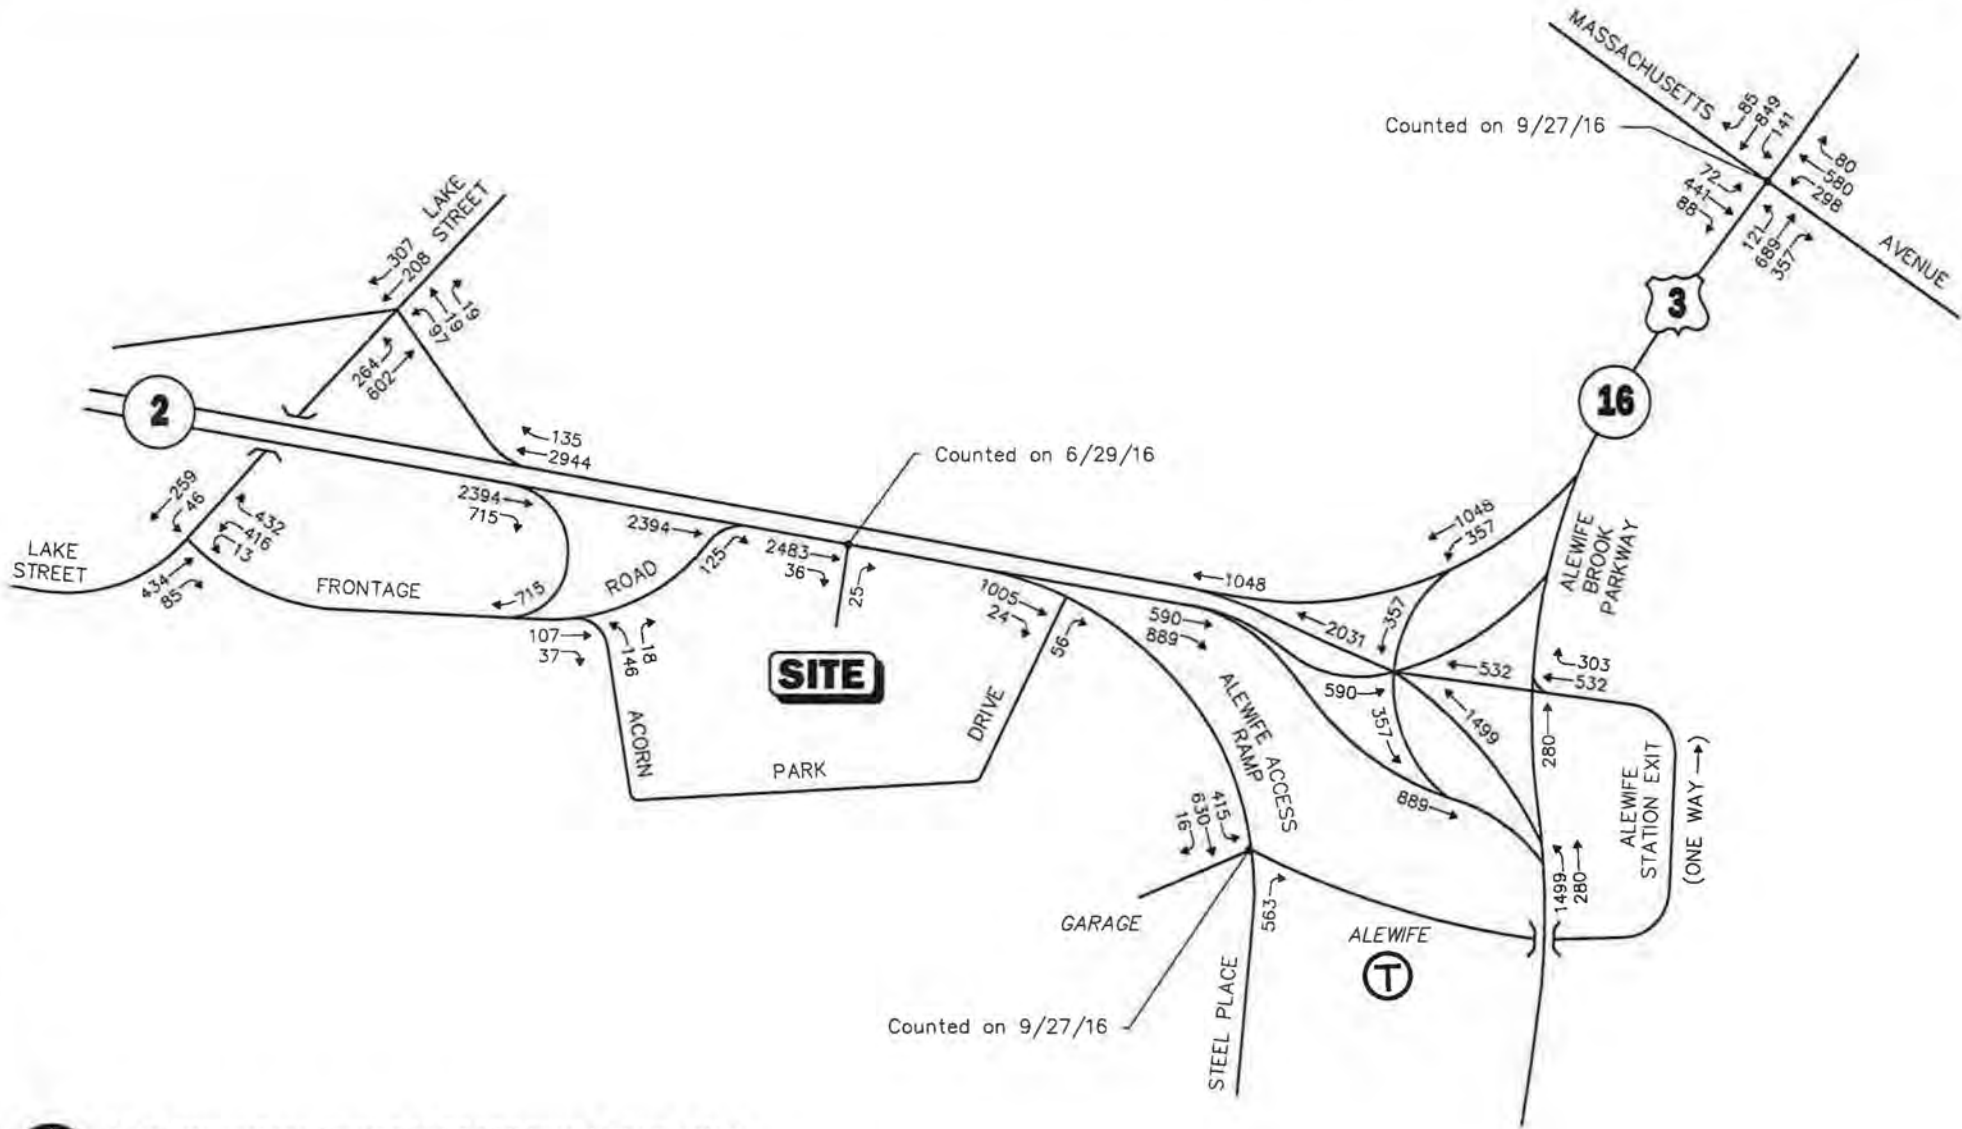 MASSACHUSETTS
AVENUE
85
849
141
Counted on 9/27/16
80
580
298
72
441
88
121
689
357
3
16
LAKE
STREET
307
208
97
19
19
264
602
2
135
2944
Counted on 6/29/16
259
46
432
416
13
LAKE
STREET
434
85
FRONTAGE
ROAD
2394
715
2394
125
715
107
37
18
146
2483
36
25
SITE
ACORN
PARK
DRIVE
1005
24
56
1048
590
889
1048
357
357
2031
ALEWIFE
BROOK
PARKWAY
303
532
532
590
357
1499
280
889
ALEWIFE ACCESS
RAMP
415
630
16
GARAGE
563
STEEL PLACE
ALEWIFE
T
1499
280
ALEWIFE
STATION EXIT
(ONE WAY →)
Counted on 9/27/16